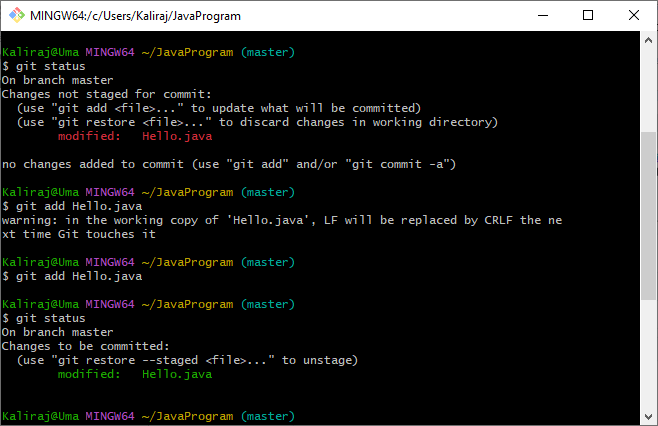 MINGW64:/c/Users/Kaliraj/JavaProgram
Kaliraj@Uma MINGW64 ~/JavaProgram (master)
$ git status
On branch master
Changes not staged for commit:
  (use "git add <file>..." to update what will be committed)
  (use "git restore <file>..." to discard changes in working directory)
        modified:   Hello.java
no changes added to commit (use "git add" and/or "git commit -a")
Kaliraj@Uma MINGW64 ~/JavaProgram (master)
$ git add Hello.java
warning: in the working copy of 'Hello.java', LF will be replaced by CRLF the ne
xt time Git touches it
Kaliraj@Uma MINGW64 ~/JavaProgram (master)
$ git add Hello.java
Kaliraj@Uma MINGW64 ~/JavaProgram (master)
$ git status
On branch master
Changes to be committed:
  (use "git restore --staged <file>..." to unstage)
        modified:   Hello.java
Kaliraj@Uma MINGW64 ~/JavaProgram (master)